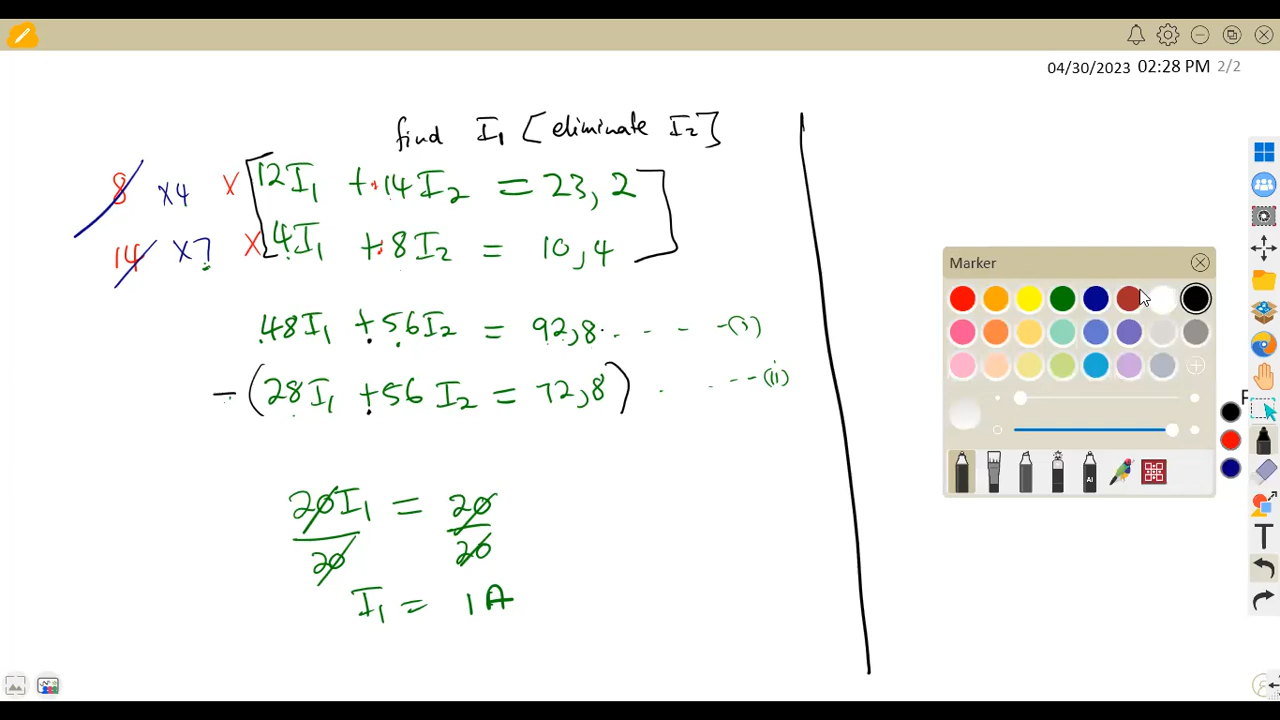 04/30/2023 02:28 PM 2/2
find I1 [eliminate I2]
8 x4 x [12I1 + 14I2 = 23,2
14 x7 x 4I1 + 8I2 = 10,4]
48I1 + 56I2 = 92,8 . - - - -(i)
-(28I1 + 56I2 = 72,8) . . . - - -(ii)
20I1 = 20
20 20
I1 = 1A
Marker
AI
T